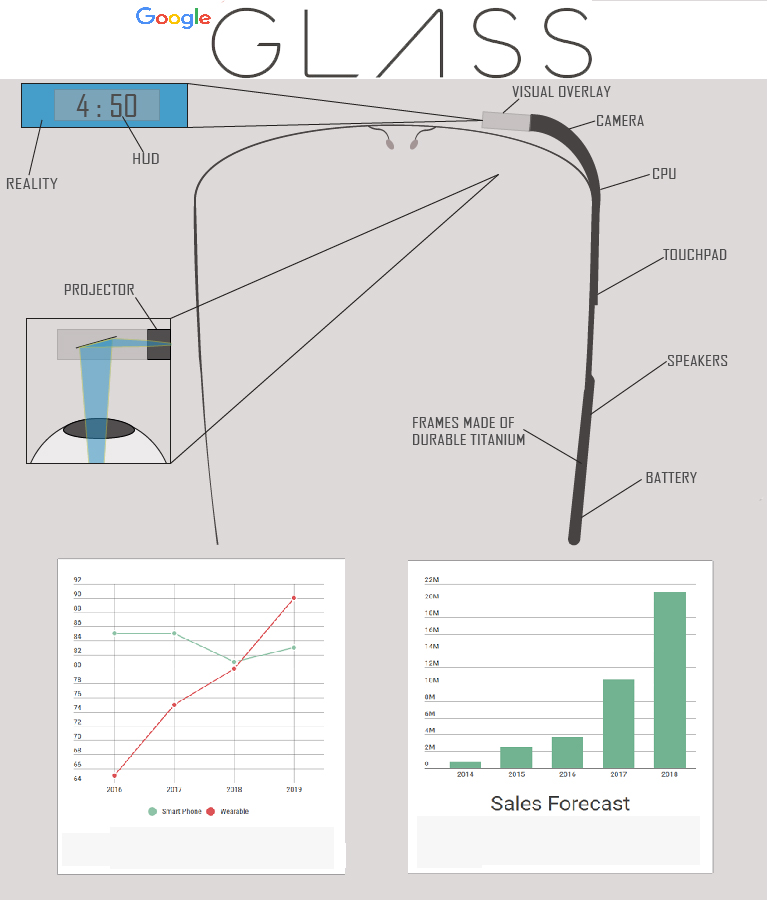 Google GLASS
4:50
HUD
REALITY
VISUAL OVERLAY
CAMERA
CPU
TOUCHPAD
PROJECTOR
SPEAKERS
FRAMES MADE OF
DURABLE TITANIUM
BATTERY
92
90
88
86
84
82
80
78
76
74
72
70
68
66
64
2016 2017 2018 2019
Smart Phone Wearable
22M
20M
18M
16M
14M
12M
10M
8M
6M
4M
2M
0
2014 2015 2016 2017 2018
Sales Forecast